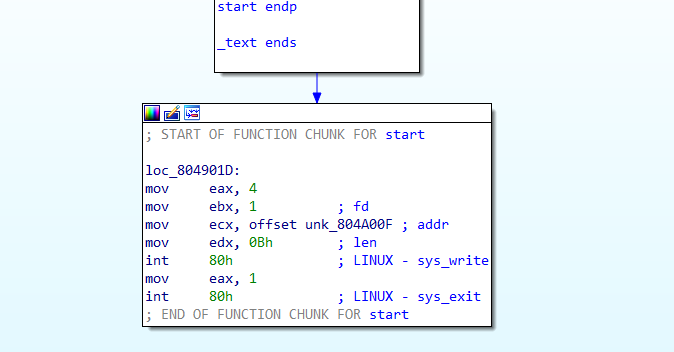 start endp
_text ends
; START OF FUNCTION CHUNK FOR start
loc_804901D:
mov     eax, 4
mov     ebx, 1          ; fd
mov     ecx, offset unk_804A00F ; addr
mov     edx, 0Bh        ; len
int     80h             ; LINUX - sys_write
mov     eax, 1
int     80h             ; LINUX - sys_exit
; END OF FUNCTION CHUNK FOR start